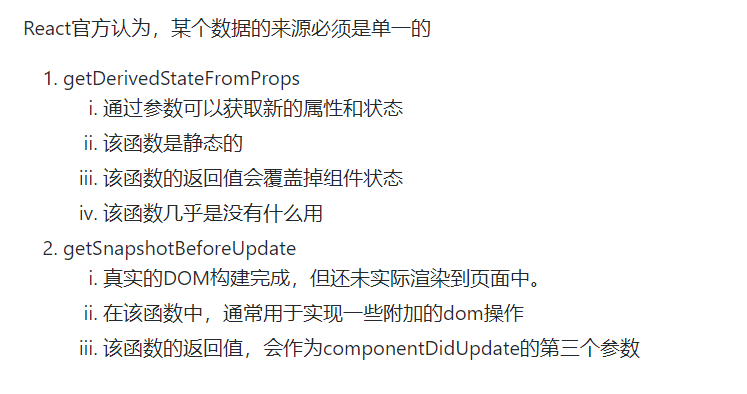 React官方认为，某个数据的来源必须是单一的
1. getDerivedStateFromProps
i. 通过参数可以获取新的属性和状态
ii. 该函数是静态的
iii. 该函数的返回值会覆盖掉组件状态
iv. 该函数几乎是没有什么用
2. getSnapshotBeforeUpdate
i. 真实的DOM构建完成，但还未实际渲染到页面中。
ii. 在该函数中，通常用于实现一些附加的dom操作
iii. 该函数的返回值，会作为componentDidUpdate的第三个参数